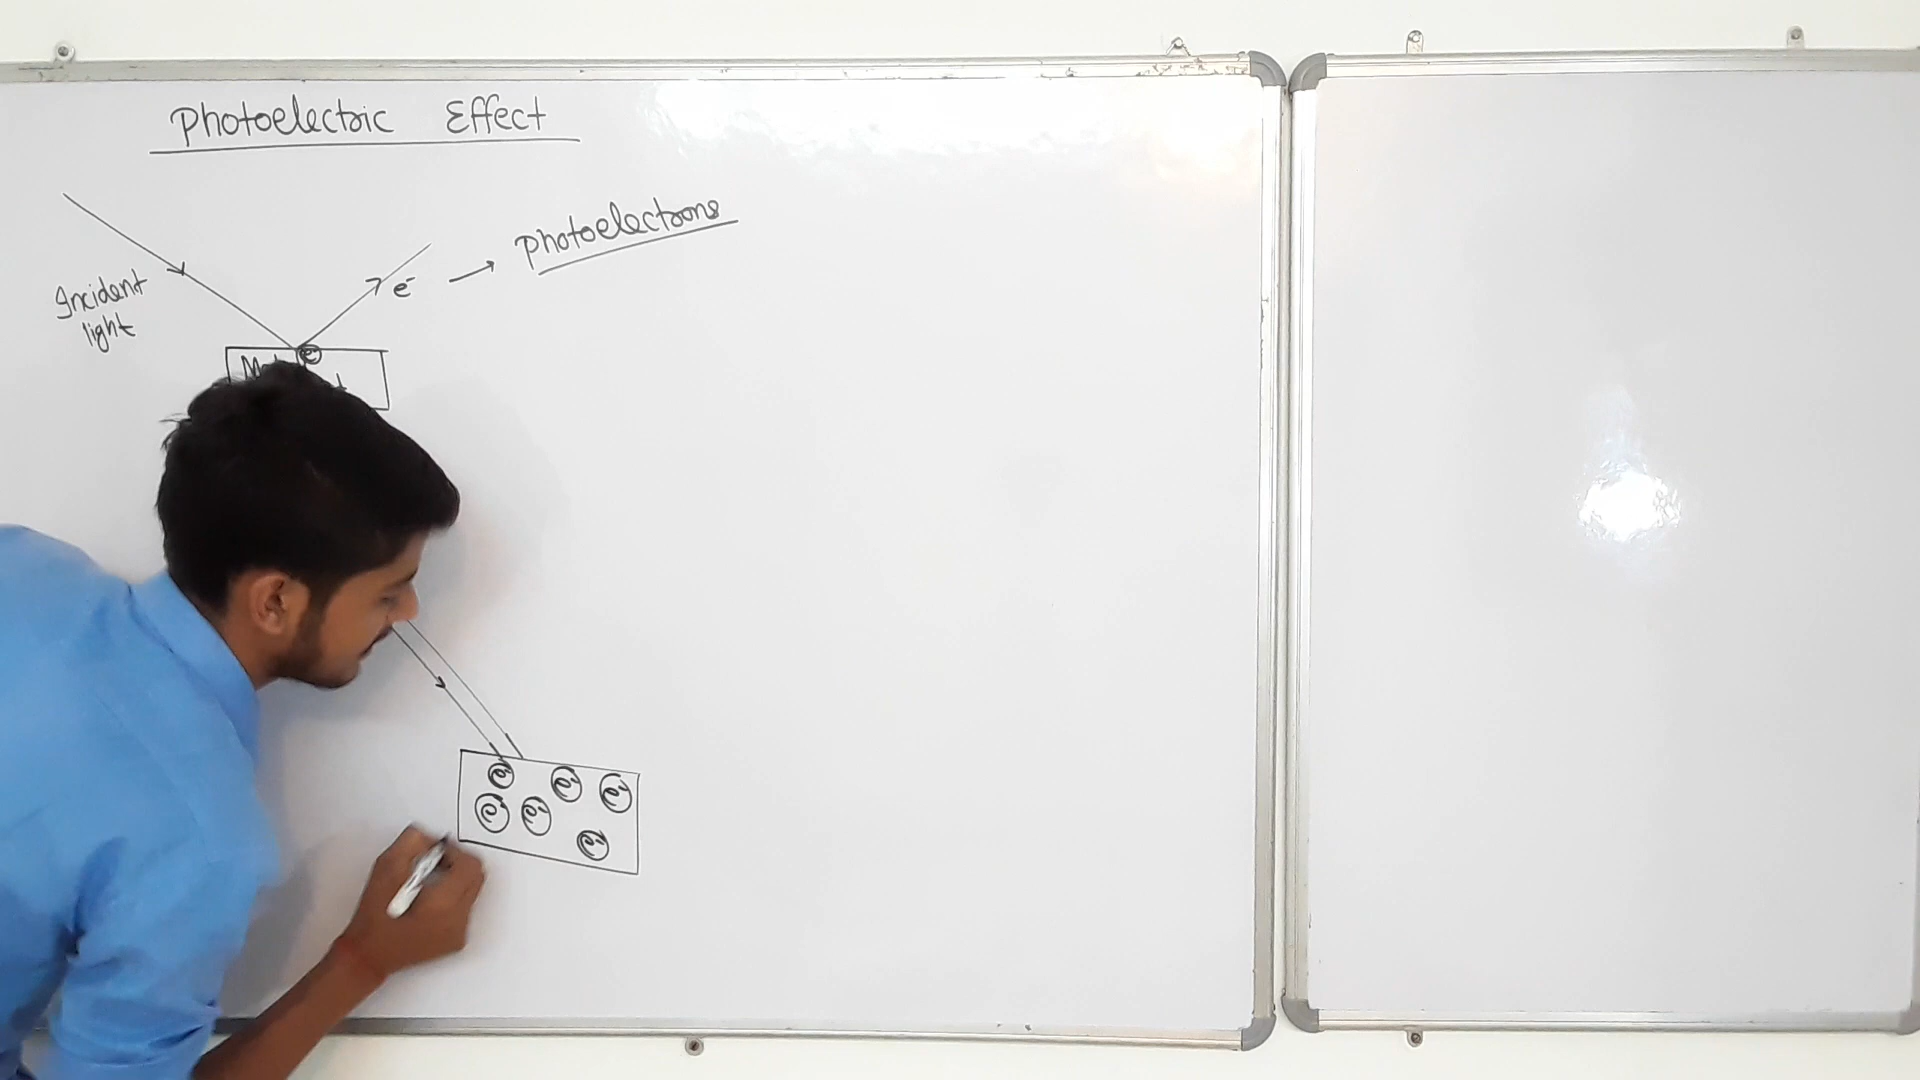 Photoelectric Effect
Photoelectrons
e⁻
Incident
light
e⁻
e⁻ e⁻ e⁻
e⁻ e⁻
e⁻